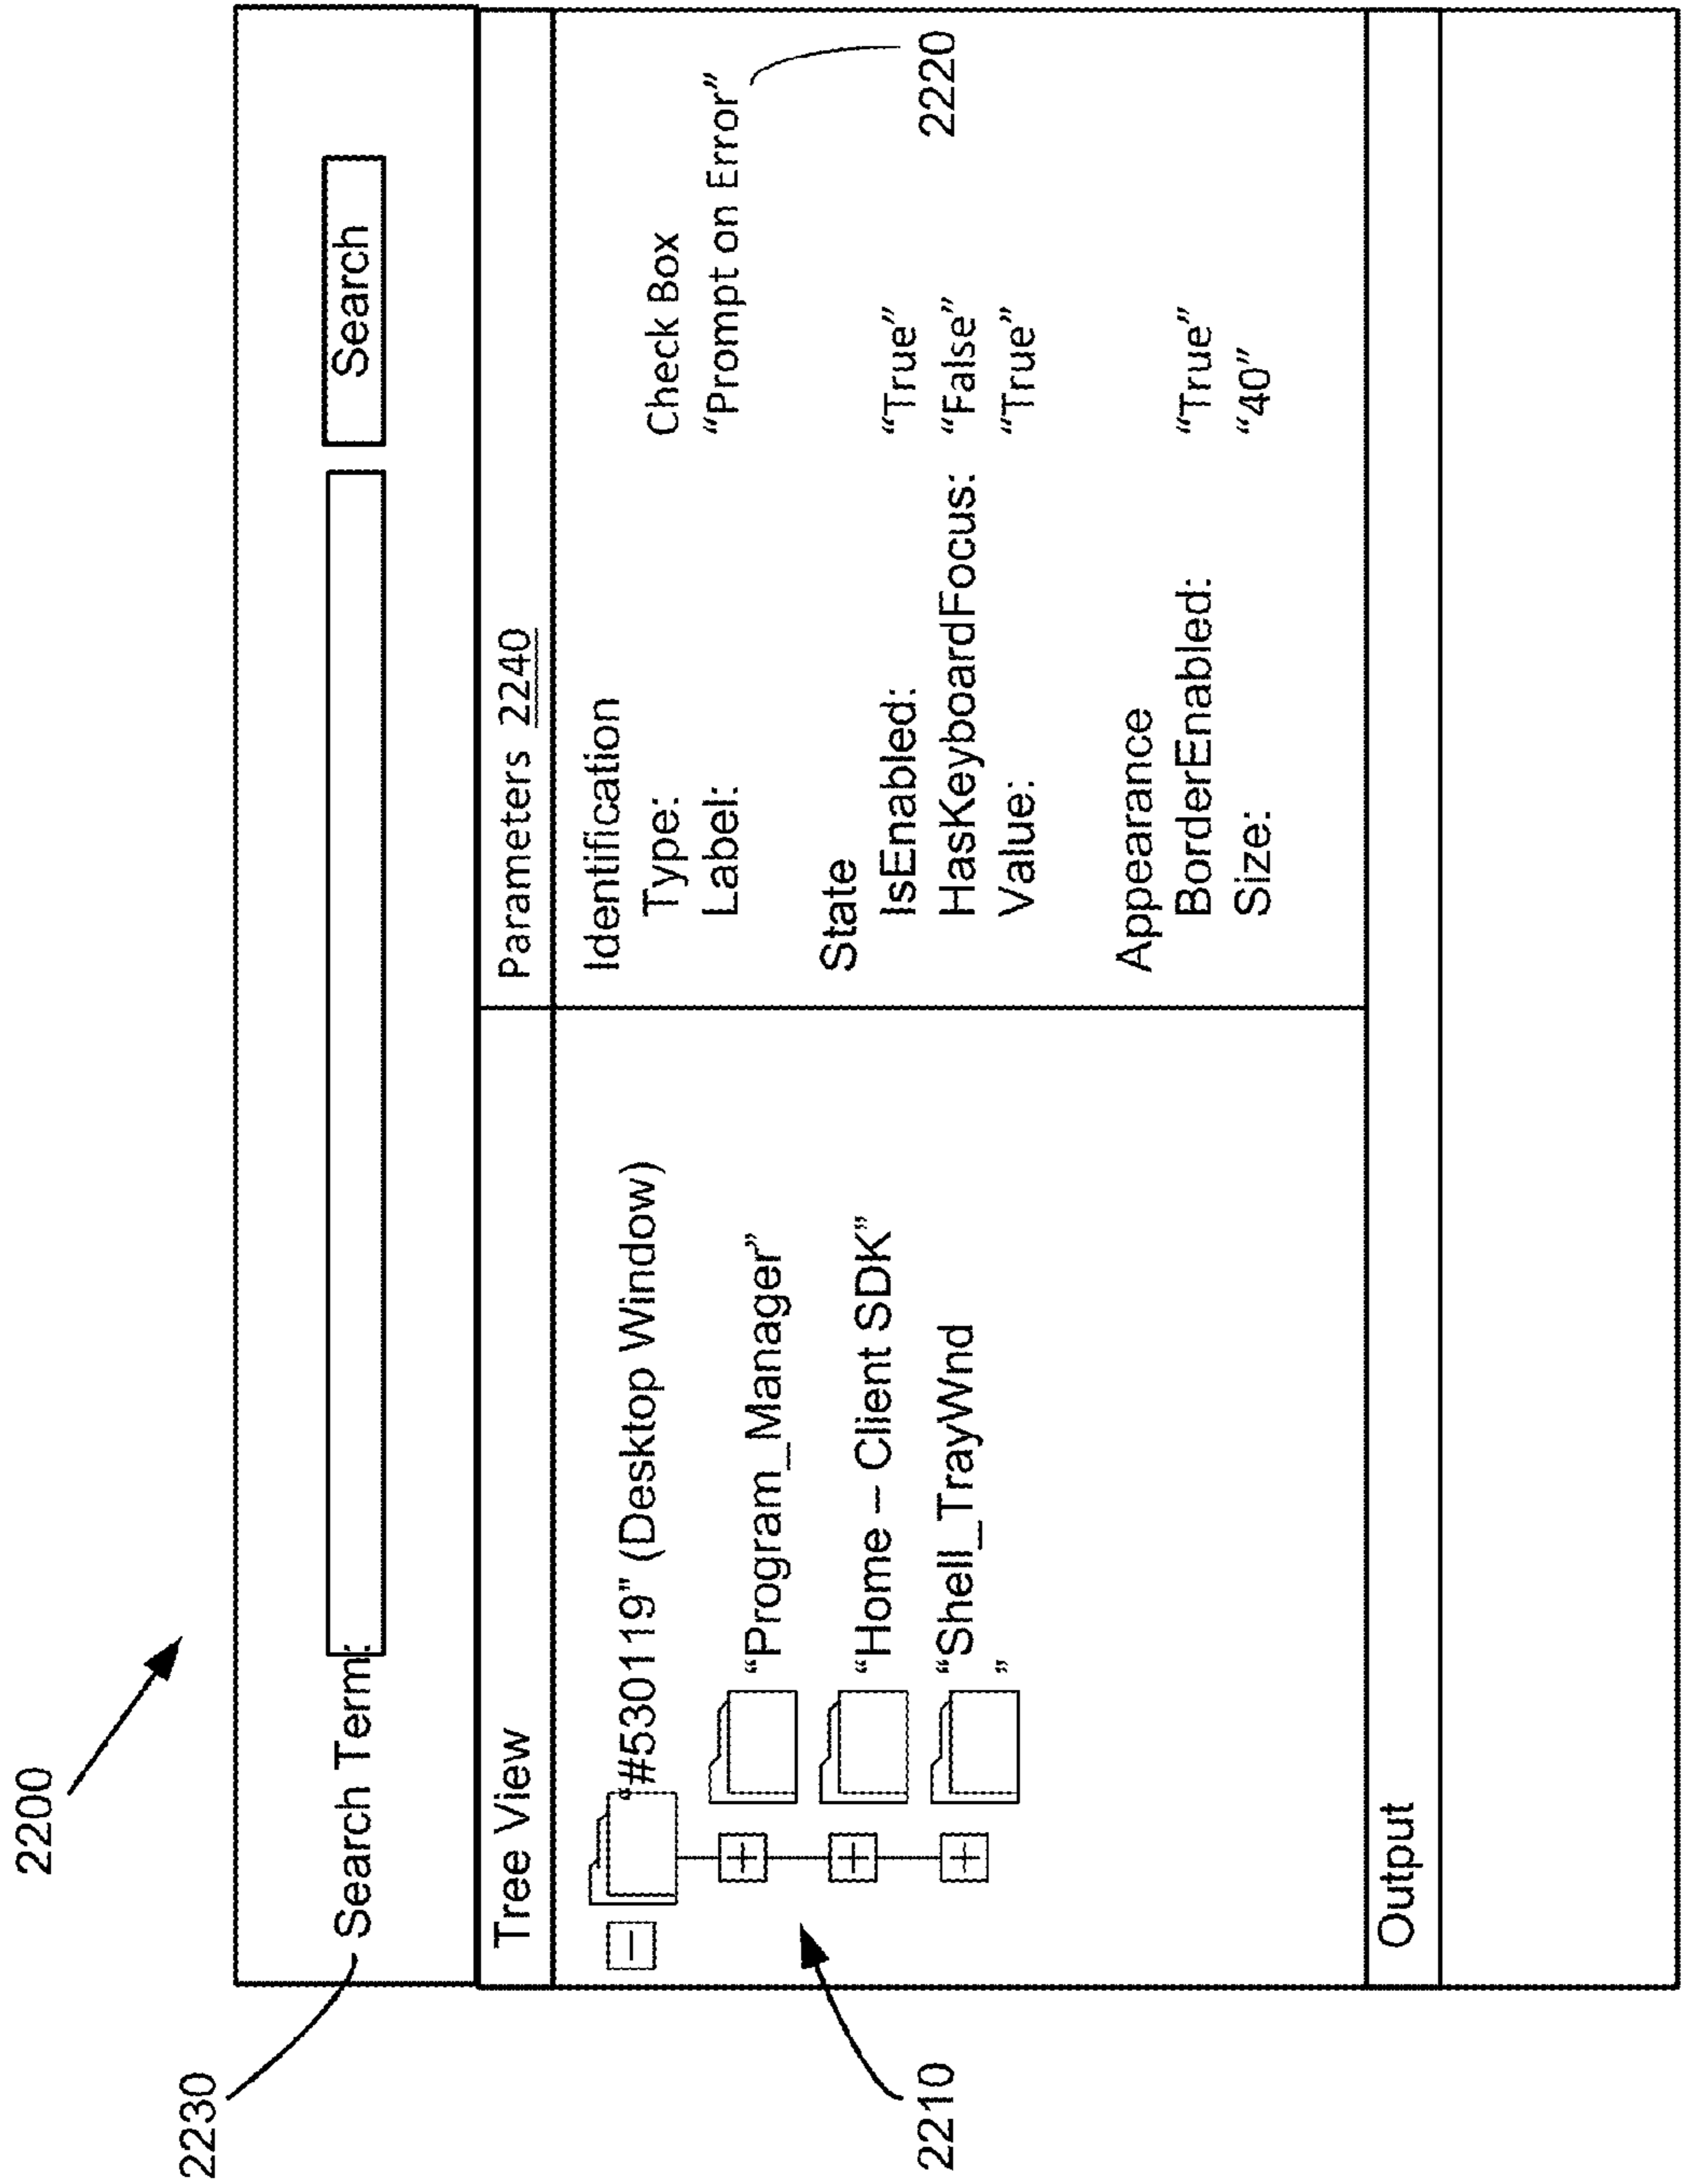 2200
2230
Search Term:
Search
Tree View
Parameters 2240
“#530119” (Desktop Window)
“Program_Manager”
“Home – Client SDK”
“Shell_TrayWnd
”
2210
Identification
Type: Check Box
Label: “Prompt on Error”
2220
State
IsEnabled: “True”
HasKeyboardFocus: “False”
Value: “True”
Appearance
BorderEnabled: “True”
Size: “40”
Output